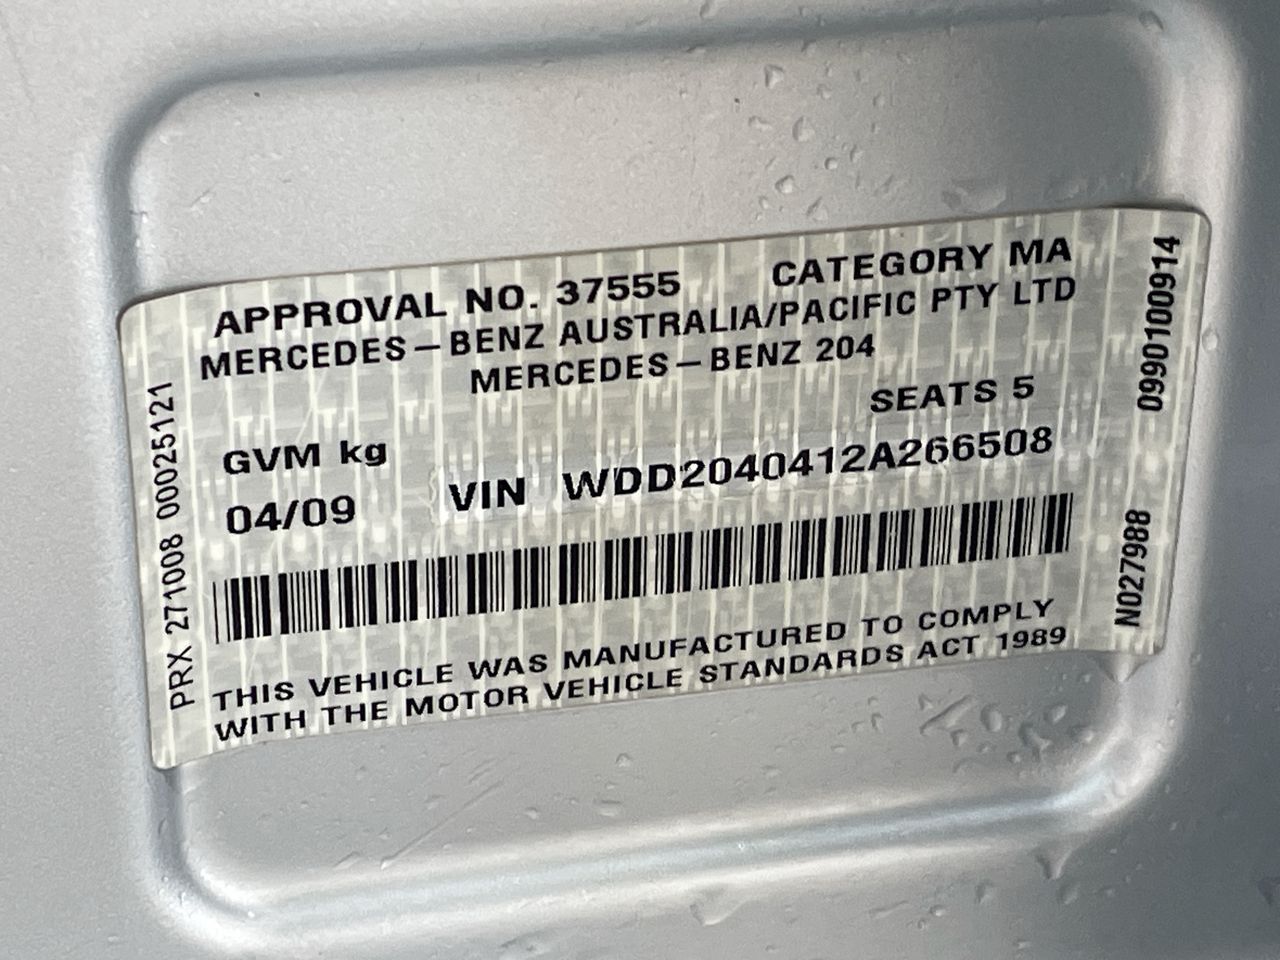 APPROVAL NO. 37555 CATEGORY MA
MERCEDES–BENZ AUSTRALIA/PACIFIC PTY LTD
MERCEDES–BENZ 204
SEATS 5
GVM kg
04/09 VIN WDD2040412A266508
THIS VEHICLE WAS MANUFACTURED TO COMPLY
WITH THE MOTOR VEHICLE STANDARDS ACT 1989
PRX 271008 00025121
0990100914
N027988